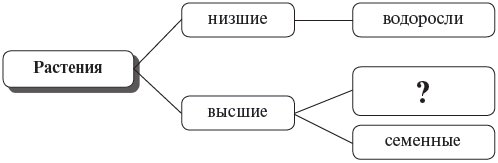 низшие
водоросли
Растения
?
высшие
семенные